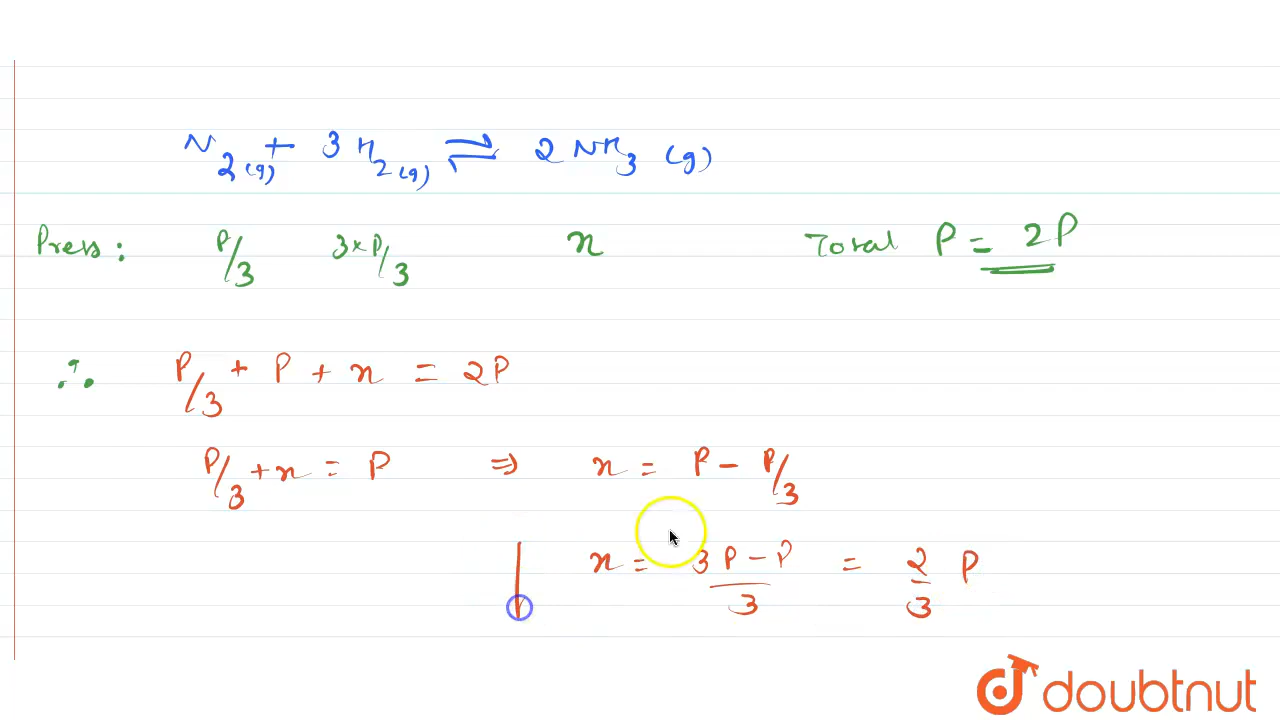 N2(g) + 3 H2(g) ⇌ 2 NH3 (g)
Press: P/3 3×P/3 x Total P = 2P
∴ P/3 + P + x = 2P
P/3 + x = P ⇒ x = P - P/3
x = 3P - P/3 = 2/3 P
doubtnut